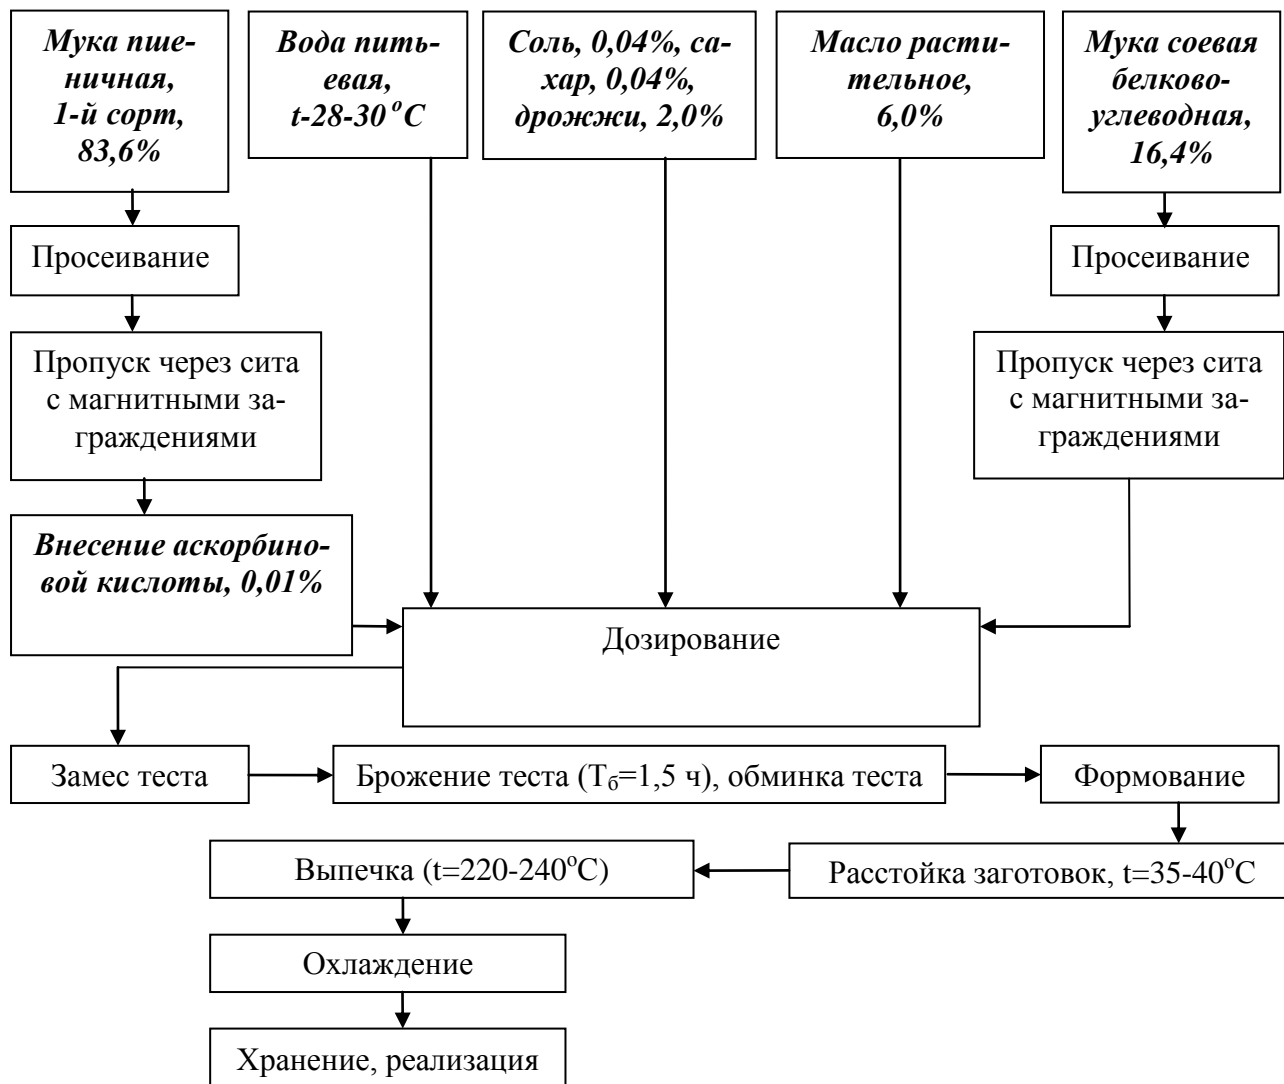 Мука пше-
ничная,
1-й сорт,
83,6%
Вода пить-
евая,
t-28-30 °С
Соль, 0,04%, са-
хар, 0,04%,
дрожжи, 2,0%
Масло расти-
тельное,
6,0%
Мука соевая
белково-
углеводная,
16,4%
Просеивание
Просеивание
Пропуск через сита
с магнитными за-
граждениями
Пропуск через сита
с магнитными за-
граждениями
Внесение аскорбино-
вой кислоты, 0,01%
Дозирование
Замес теста
Брожение теста (Тб=1,5 ч), обминка теста
Формование
Выпечка (t=220-240оС)
Расстойка заготовок, t=35-40оС
Охлаждение
Хранение, реализация